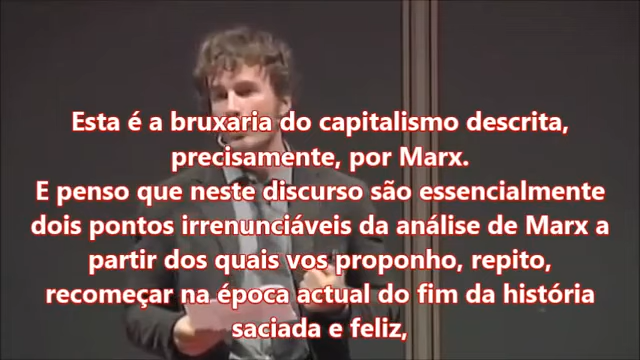 Esta é a bruxaria do capitalismo descrita,
precisamente, por Marx.
E penso que neste discurso são essencialmente
dois pontos irrenunciáveis da análise de Marx a
partir dos quais vos proponho, repito,
recomeçar na época actual do fim da história
saciada e feliz,